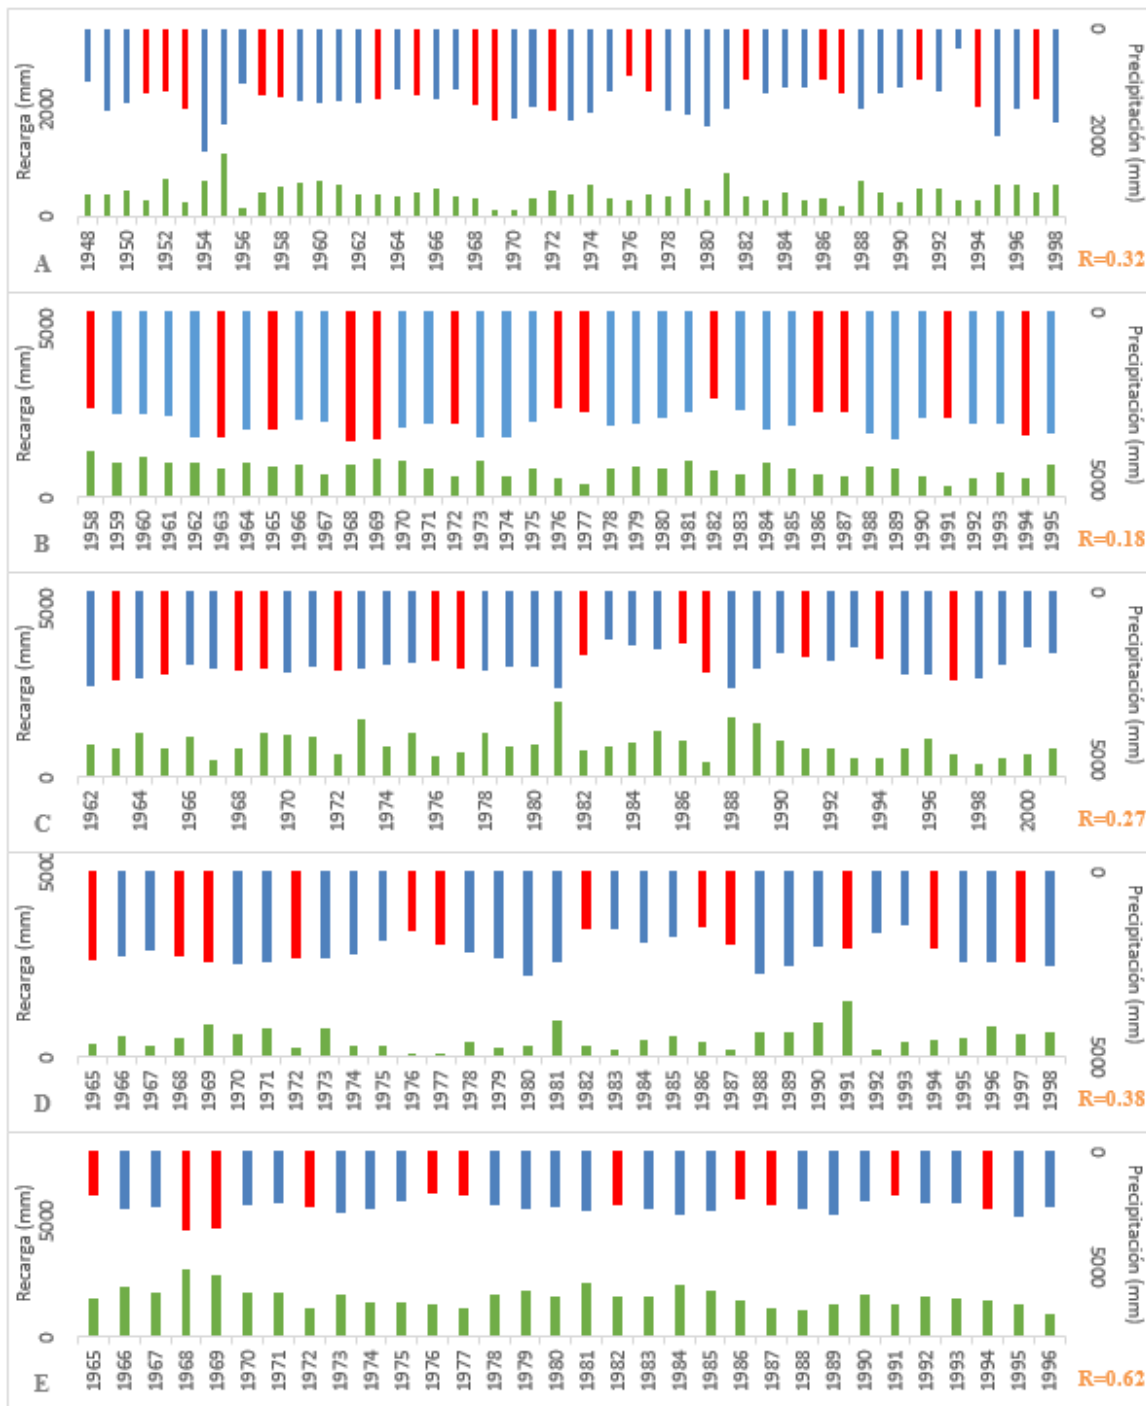 Recarga (mm)
2000
0
0
2000
Precipitación (mm)
1948 1950 1952 1954 1956 1958 1960 1962 1964 1966 1968 1970 1972 1974 1976 1978 1980 1982 1984 1986 1988 1990 1992 1994 1996 1998
A
R=0.32
Recarga (mm)
5000
0
0
5000
Precipitación (mm)
1958 1959 1960 1961 1962 1963 1964 1965 1966 1967 1968 1969 1970 1971 1972 1973 1974 1975 1976 1977 1978 1979 1980 1981 1982 1983 1984 1985 1986 1987 1988 1989 1990 1991 1992 1993 1994 1995
B
R=0.18
Recarga (mm)
5000
0
0
5000
Precipitación (mm)
1962 1964 1966 1968 1970 1972 1974 1976 1978 1980 1982 1984 1986 1988 1990 1992 1994 1996 1998 2000
C
R=0.27
Recarga (mm)
5000
0
0
5000
Precipitación (mm)
1965 1966 1967 1968 1969 1970 1971 1972 1973 1974 1975 1976 1977 1978 1979 1980 1981 1982 1983 1984 1985 1986 1987 1988 1989 1990 1991 1992 1993 1994 1995 1996 1997 1998
D
R=0.38
Recarga (mm)
5000
0
0
5000
Precipitación (mm)
1965 1966 1967 1968 1969 1970 1971 1972 1973 1974 1975 1976 1977 1978 1979 1980 1981 1982 1983 1984 1985 1986 1987 1988 1989 1990 1991 1992 1993 1994 1995 1996
E
R=0.62